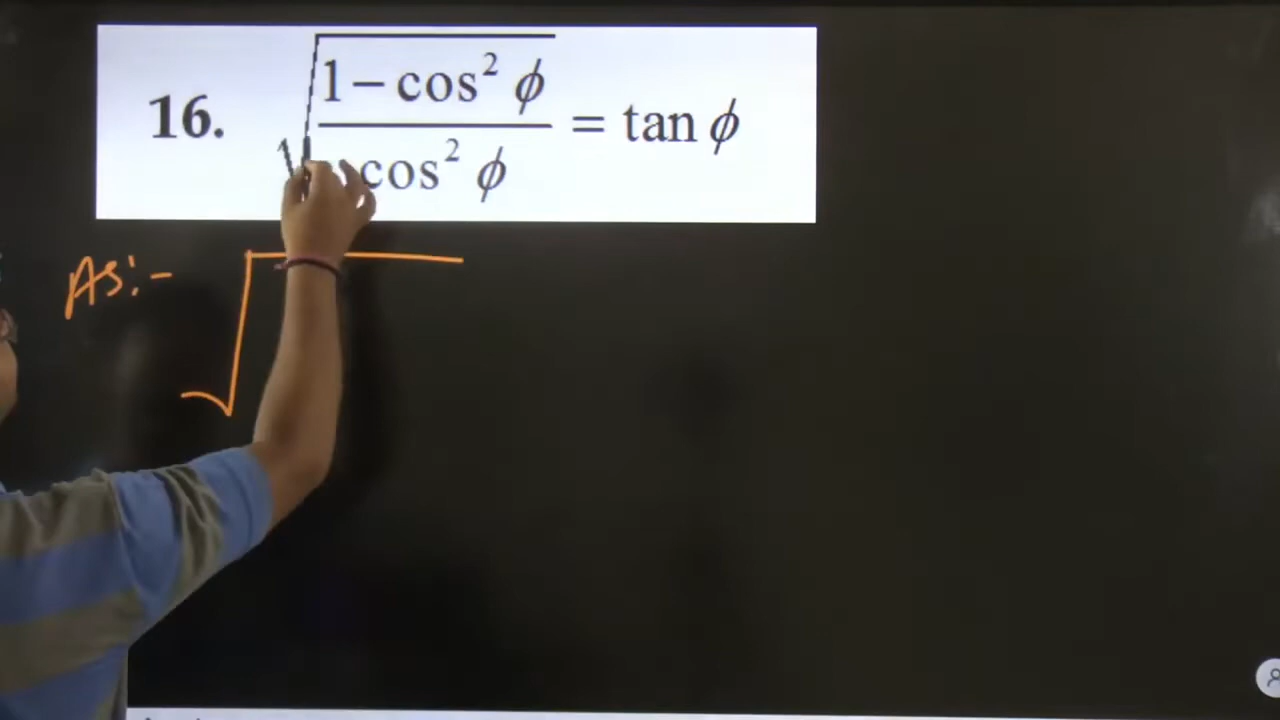 16. √((1 − cos² ϕ)/(cos² ϕ)) = tan ϕ
AS:-
√